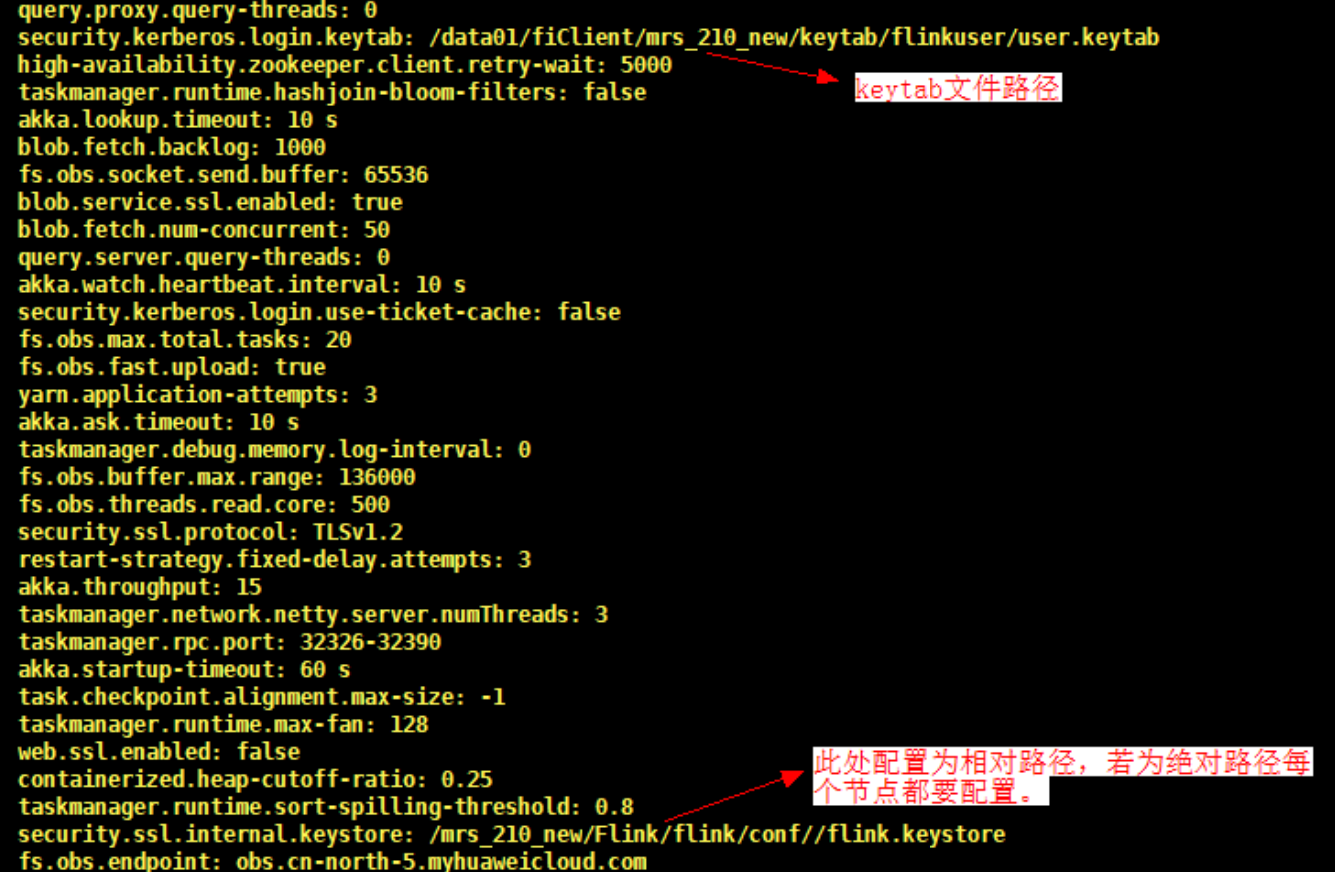 query.proxy.query-threads: 0
security.kerberos.login.keytab: /data01/fiClient/mrs_210_new/keytab/flinkuser/user.keytab
high-availability.zookeeper.client.retry-wait: 5000
keytab文件路径
taskmanager.runtime.hashjoin-bloom-filters: false
akka.lookup.timeout: 10 s
blob.fetch.backlog: 1000
fs.obs.socket.send.buffer: 65536
blob.service.ssl.enabled: true
blob.fetch.num-concurrent: 50
query.server.query-threads: 0
akka.watch.heartbeat.interval: 10 s
security.kerberos.login.use-ticket-cache: false
fs.obs.max.total.tasks: 20
fs.obs.fast.upload: true
yarn.application-attempts: 3
akka.ask.timeout: 10 s
taskmanager.debug.memory.log-interval: 0
fs.obs.buffer.max.range: 136000
fs.obs.threads.read.core: 500
security.ssl.protocol: TLSv1.2
restart-strategy.fixed-delay.attempts: 3
akka.throughput: 15
taskmanager.network.netty.server.numThreads: 3
taskmanager.rpc.port: 32326-32390
akka.startup-timeout: 60 s
task.checkpoint.alignment.max-size: -1
taskmanager.runtime.max-fan: 128
web.ssl.enabled: false
此处配置为相对路径，若为绝对路径每
个节点都要配置。
containerized.heap-cutoff-ratio: 0.25
taskmanager.runtime.sort-spilling-threshold: 0.8
security.ssl.internal.keystore: /mrs_210_new/Flink/flink/conf//flink.keystore
fs.obs.endpoint: obs.cn-north-5.myhuaweicloud.com